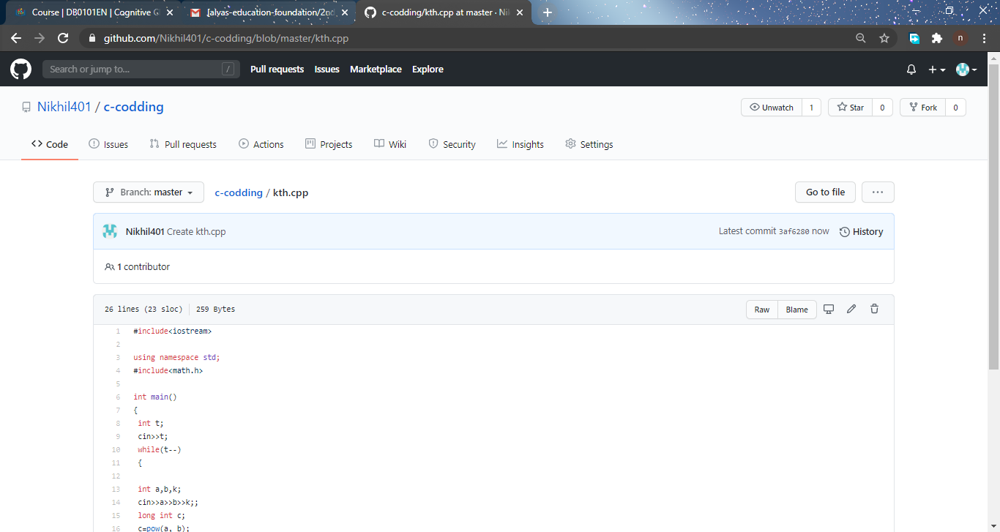 Course | DB0101EN | Cognitive Cl
alyas-education-foundation/2nd
c-codding/kth.cpp at master · Nik
github.com/Nikhil401/c-codding/blob/master/kth.cpp
n
Search or jump to... /
Pull requests Issues Marketplace Explore
Nikhil401 / c-codding
Unwatch 1 Star 0 Fork 0
Code Issues Pull requests Actions Projects Wiki Security Insights Settings
Branch: master c-codding / kth.cpp Go to file ...
Nikhil401 Create kth.cpp Latest commit 3af6280 now History
1 contributor
26 lines (23 sloc) 259 Bytes Raw Blame
1 #include<iostream>
2
3 using namespace std;
4 #include<math.h>
5
6 int main()
7 {
8 int t;
9 cin>>t;
10 while(t--)
11 {
12
13 int a,b,k;
14 cin>>a>>b>>k;;
15 long int c;
16 c=pow(a, b);